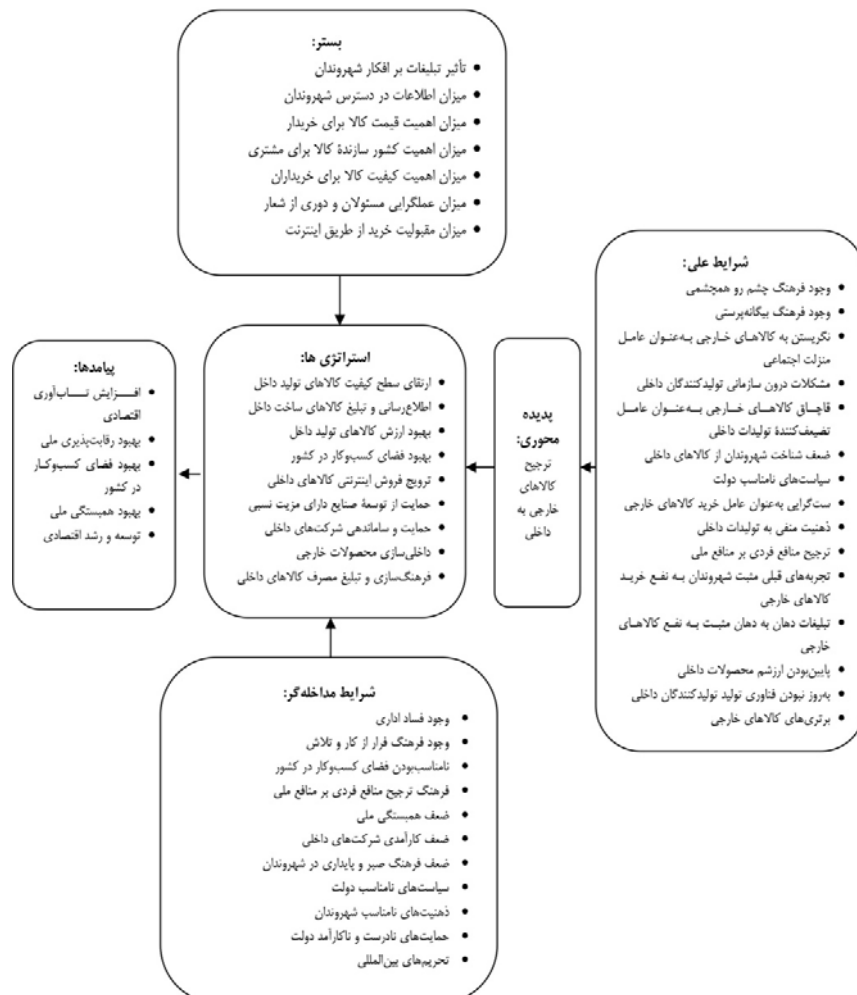 بستر:
تأثیر تبلیغات بر افکار شهروندان
میزان اطلاعات در دسترس شهروندان
میزان اهمیت قیمت کالا برای خریدار
میزان اهمیت کشور سازندهٔ کالا برای مشتری
میزان اهمیت کیفیت کالا برای خریداران
میزان عملگرایی مسئولان و دوری از شعار
میزان مقبولیت خرید از طریق اینترنت
شرایط علی:
وجود فرهنگ چشم رو همچشمی
وجود فرهنگ بیگانه‌پرستی
نگریستن به کالاهای خارجی به‌عنوان عامل
منزلت اجتماعی
مشکلات درون سازمانی تولیدکنندگان داخلی
قاچاق کالاهای خارجی به‌عنوان عامل
تضعیف‌کنندهٔ تولیدات داخلی
ضعف شناخت شهروندان از کالاهای داخلی
سیاست‌های نامناسب دولت
ست‌گرایی به‌عنوان عامل خرید کالاهای خارجی
ذهنیت منفی به تولیدات داخلی
ترجیح منافع فردی بر منافع ملی
تجربه‌های قبلی مثبت شهروندان به نفع خرید
کالاهای خارجی
تبلیغات دهان به دهان مثبت به نفع کالاهای
خارجی
پایین‌بودن ارزشم محصولات داخلی
به‌روز نبودن فناوری تولید تولیدکنندگان داخلی
برتری‌های کالاهای خارجی
پدیده
محوری:
ترجیح
کالاهای
خارجی به
داخلی
استراتژی ها:
ارتقای سطح کیفیت کالاهای تولید داخل
اطلاع‌رسانی و تبلیغ کالاهای ساخت داخل
بهبود ارزش کالاهای تولید داخل
بهبود فضای کسب‌وکار در کشور
ترویج فروش اینترنتی کالاهای داخلی
حمایت از توسعهٔ صنایع دارای مزیت نسبی
حمایت و ساماندهی شرکت‌های داخلی
داخلی‌سازی محصولات خارجی
فرهنگ‌سازی و تبلیغ مصرف کالاهای داخلی
پیامدها:
افزایش تاب‌آوری
اقتصادی
بهبود رقابت‌پذیری ملی
بهبود فضای کسب‌وکار
در کشور
بهبود همبستگی ملی
توسعه و رشد اقتصادی
شرایط مداخله‌گر:
وجود فساد اداری
وجود فرهنگ فرار از کار و تلاش
نامناسب‌بودن فضای کسب‌وکار در کشور
فرهنگ ترجیح منافع فردی بر منافع ملی
ضعف همبستگی ملی
ضعف کارآمدی شرکت‌های داخلی
ضعف فرهنگ صبر و پایداری در شهروندان
سیاست‌های نامناسب دولت
ذهنیت‌های نامناسب شهروندان
حمایت‌های نادرست و ناکارآمد دولت
تحریم‌های بین‌المللی